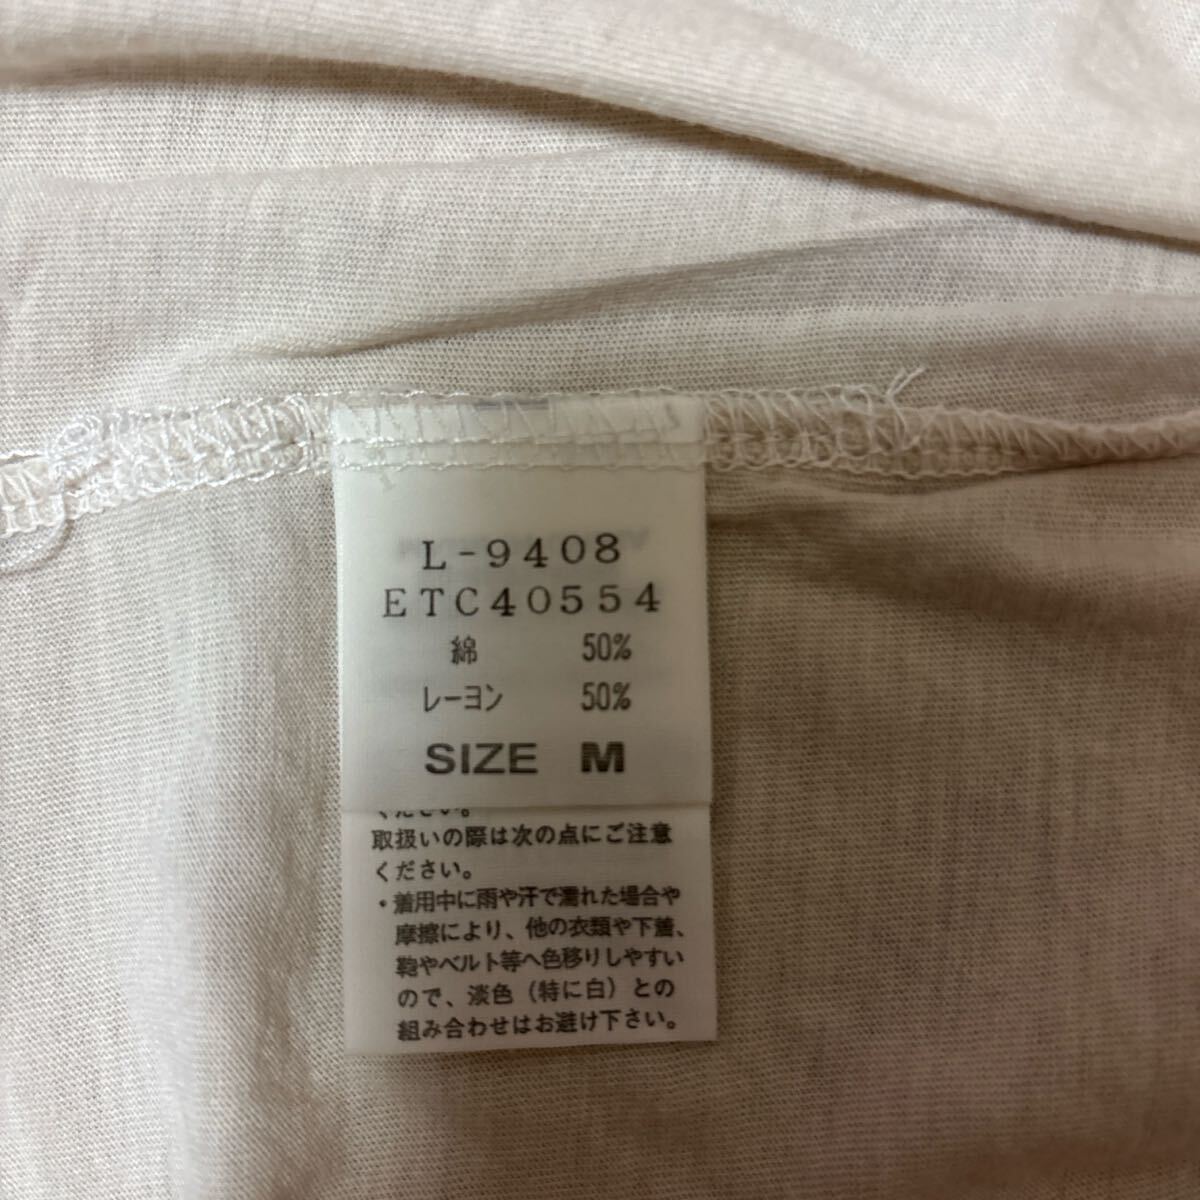 L-9408
ETC40554
綿 50%
レーヨン 50%
SIZE M
ください。
取扱いの際は次の点にご注意
ください。
・着用中に雨や汗で濡れた場合や
摩擦により、他の衣類や下着、
鞄やベルト等へ色移りしやすい
ので、淡色（特に白）との
組み合わせはお避け下さい。